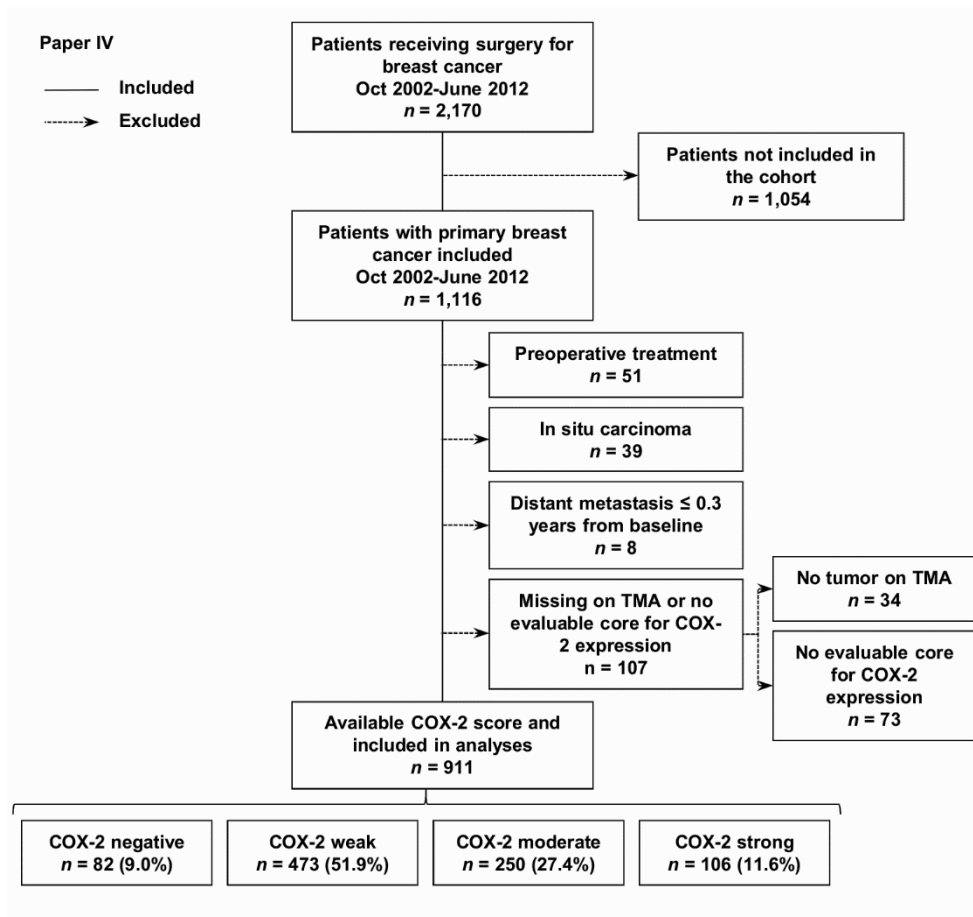 Paper IV
Included
Excluded
Patients receiving surgery for
breast cancer
Oct 2002-June 2012
n = 2,170
Patients not included in
the cohort
n = 1,054
Patients with primary breast
cancer included
Oct 2002-June 2012
n = 1,116
Preoperative treatment
n = 51
In situ carcinoma
n = 39
Distant metastasis ≤ 0.3
years from baseline
n = 8
Missing on TMA or no
evaluable core for COX-
2 expression
n = 107
No tumor on TMA
n = 34
No evaluable core
for COX-2
expression
n = 73
Available COX-2 score and
included in analyses
n = 911
COX-2 negative
n = 82 (9.0%)
COX-2 weak
n = 473 (51.9%)
COX-2 moderate
n = 250 (27.4%)
COX-2 strong
n = 106 (11.6%)